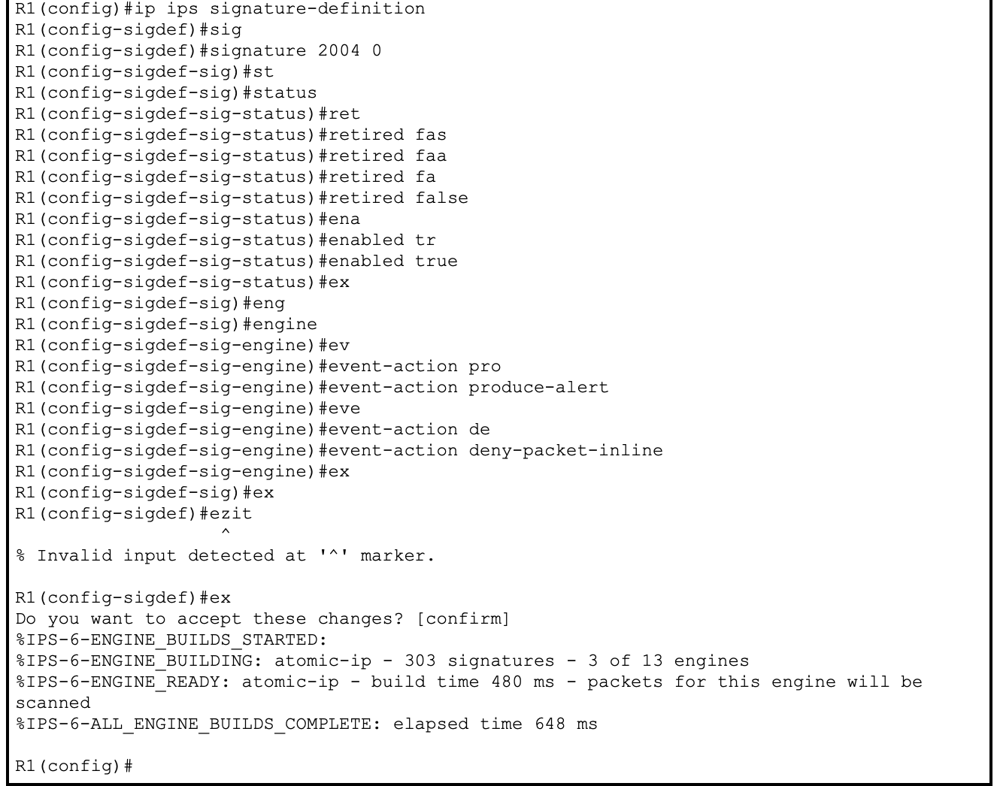 R1(config)#ip ips signature-definition
R1(config-sigdef)#sig
R1(config-sigdef)#signature 2004 0
R1(config-sigdef-sig)#st
R1(config-sigdef-sig)#status
R1(config-sigdef-sig-status)#ret
R1(config-sigdef-sig-status)#retired fas
R1(config-sigdef-sig-status)#retired faa
R1(config-sigdef-sig-status)#retired fa
R1(config-sigdef-sig-status)#retired false
R1(config-sigdef-sig-status)#ena
R1(config-sigdef-sig-status)#enabled tr
R1(config-sigdef-sig-status)#enabled true
R1(config-sigdef-sig-status)#ex
R1(config-sigdef-sig)#eng
R1(config-sigdef-sig)#engine
R1(config-sigdef-sig-engine)#ev
R1(config-sigdef-sig-engine)#event-action pro
R1(config-sigdef-sig-engine)#event-action produce-alert
R1(config-sigdef-sig-engine)#eve
R1(config-sigdef-sig-engine)#event-action de
R1(config-sigdef-sig-engine)#event-action deny-packet-inline
R1(config-sigdef-sig-engine)#ex
R1(config-sigdef-sig)#ex
R1(config-sigdef)#ezit
^
% Invalid input detected at '^' marker.
R1(config-sigdef)#ex
Do you want to accept these changes? [confirm]
%IPS-6-ENGINE_BUILDS_STARTED:
%IPS-6-ENGINE_BUILDING: atomic-ip - 303 signatures - 3 of 13 engines
%IPS-6-ENGINE_READY: atomic-ip - build time 480 ms - packets for this engine will be
scanned
%IPS-6-ALL_ENGINE_BUILDS_COMPLETE: elapsed time 648 ms
R1(config)#